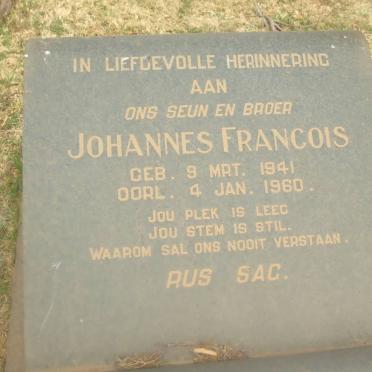 IN LIEFDEVOLLE HERINNERING
AAN
ONS SEUN EN BROER
JOHANNES FRANCOIS
GEB. 9 MRT. 1941
OORL. 4 JAN. 1960.
JOU PLEK IS LEEG
JOU STEM IS STIL.
WAAROM SAL ONS NOOIT VERSTAAN.
RUS SAG.